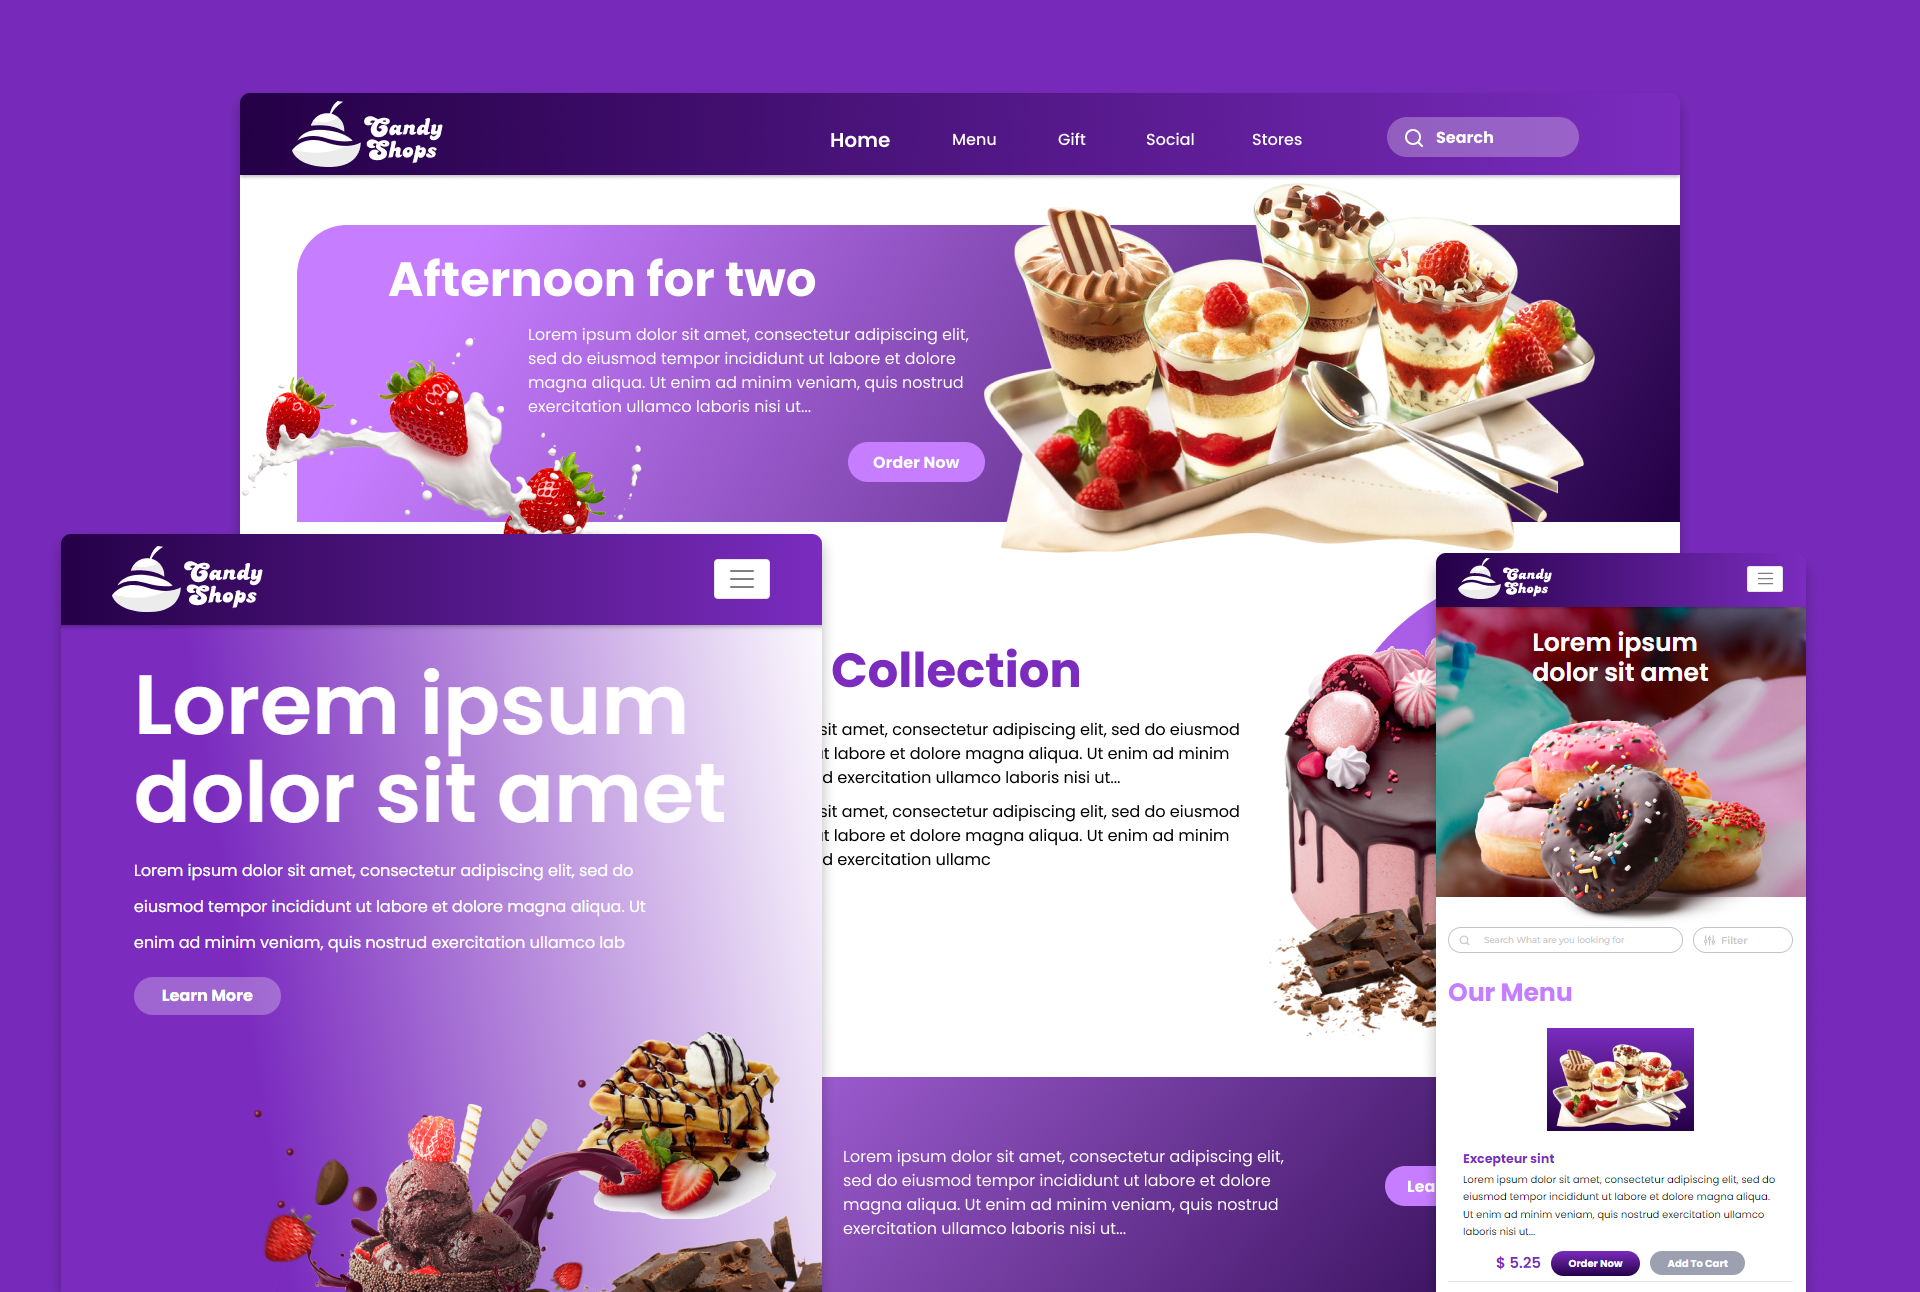 Candy
Shops
Home
Menu
Gift
Social
Stores
Search
Afternoon for two
Lorem ipsum dolor sit amet, consectetur adipiscing elit,
sed do eiusmod tempor incididunt ut labore et dolore
magna aliqua. Ut enim ad minim veniam, quis nostrud
exercitation ullamco laboris nisi ut...
Order Now
Collection
sit amet, consectetur adipiscing elit, sed do eiusmod
labore et dolore magna aliqua. Ut enim ad minim
exercitation ullamco laboris nisi ut...
sit amet, consectetur adipiscing elit, sed do eiusmod
labore et dolore magna aliqua. Ut enim ad minim
exercitation ullamc
Lorem ipsum dolor sit amet, consectetur adipiscing elit,
sed do eiusmod tempor incididunt ut labore et dolore
magna aliqua. Ut enim ad minim veniam, quis nostrud
exercitation ullamco laboris nisi ut...
Lea
Candy
Shops
Lorem ipsum
dolor sit amet
Lorem ipsum dolor sit amet, consectetur adipiscing elit, sed do
eiusmod tempor incididunt ut labore et dolore magna aliqua. Ut
enim ad minim veniam, quis nostrud exercitation ullamco lab
Learn More
Candy
Shops
Lorem ipsum
dolor sit amet
Search What are you looking for
Filter
Our Menu
Excepteur sint
Lorem ipsum dolor sit amet, consectetur adipiscing elit, sed do
eiusmod tempor incididunt ut labore et dolore magna aliqua.
Ut enim ad minim veniam, quis nostrud exercitation ullamco
laboris nisi ut...
$ 5.25
Order Now
Add To Cart